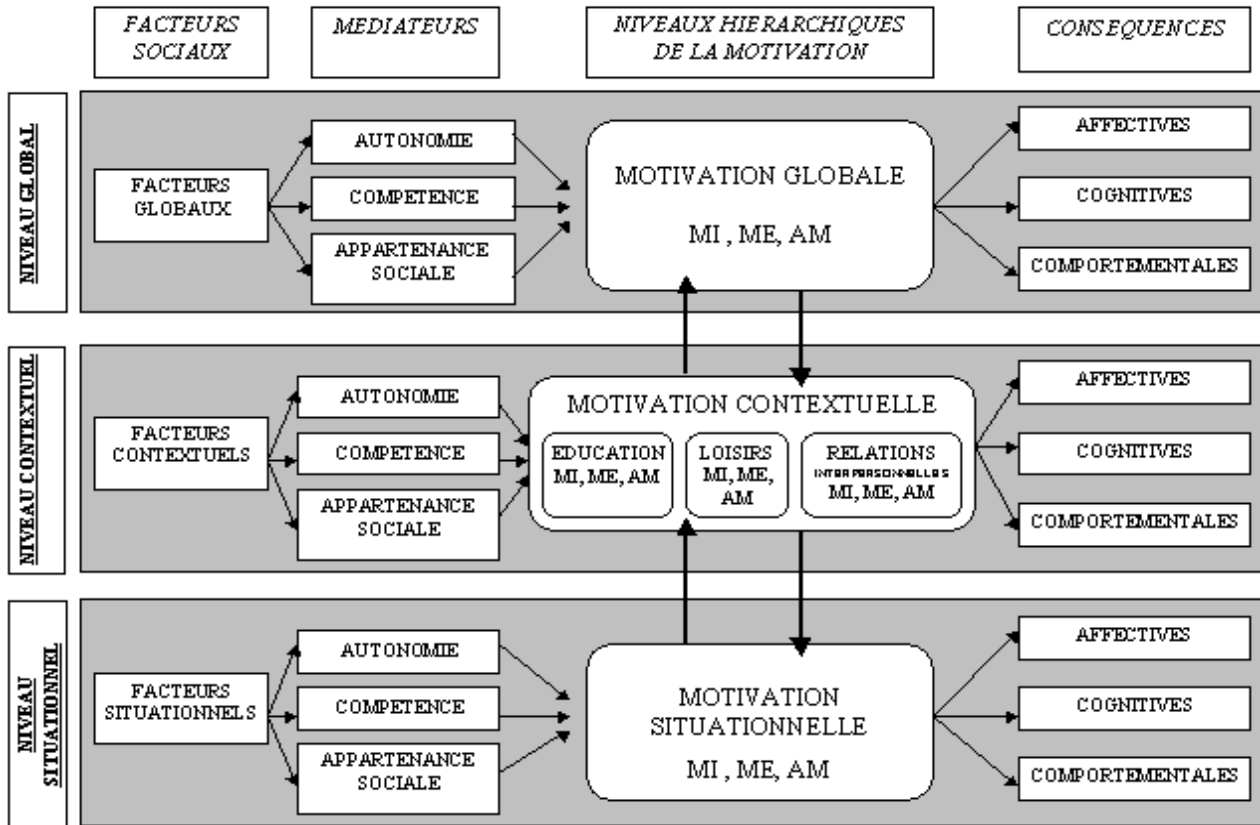 FACTEURS
SOCIAUX
MEDIATEURS
NIVEAUX HIERARCHIQUES
DE LA MOTIVATION
CONSEQUENCES
NIVEAU GLOBAL
FACTEURS
GLOBAUX
AUTONOMIE
COMPETENCE
APPARTENANCE
SOCIALE
MOTIVATION GLOBALE
MI , ME, AM
AFFECTIVES
COGNITIVES
COMPORTEMENTALES
NIVEAU CONTEXTUEL
FACTEURS
CONTEXTUELS
AUTONOMIE
COMPETENCE
APPARTENANCE
SOCIALE
MOTIVATION CONTEXTUELLE
EDUCATION
MI, ME, AM
LOISIRS
MI, ME,
AM
RELATIONS
INTERPERSONNELLES
MI, ME, AM
AFFECTIVES
COGNITIVES
COMPORTEMENTALES
NIVEAU
SITUATIONNEL
FACTEURS
SITUATIONNELS
AUTONOMIE
COMPETENCE
APPARTENANCE
SOCIALE
MOTIVATION
SITUATIONNELLE
MI , ME, AM
AFFECTIVES
COGNITIVES
COMPORTEMENTALES